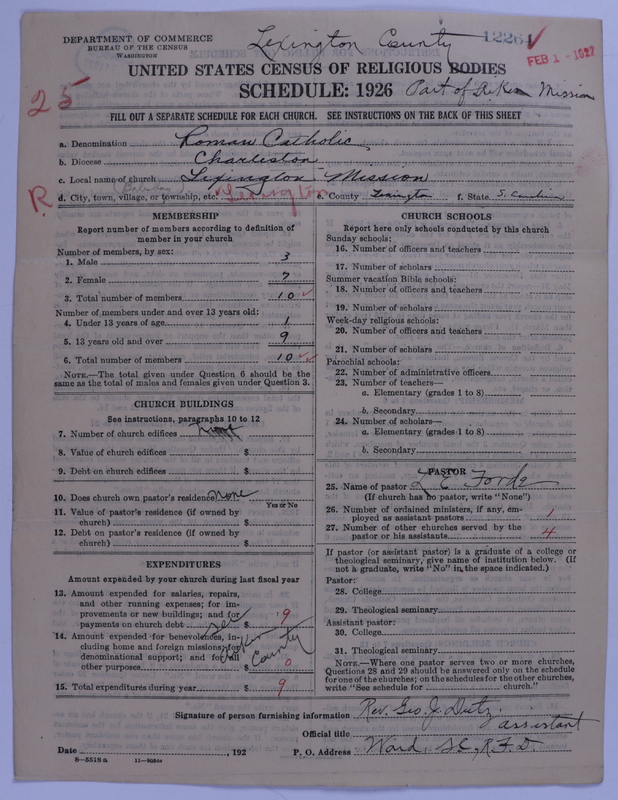 DEPARTMENT OF COMMERCE
BUREAU OF THE CENSUS
WASHINGTON
Lexington County
12264
FEB 1 - 1927
UNITED STATES CENSUS OF RELIGIOUS BODIES
SCHEDULE: 1926
Part of Aiken Mission
25
FILL OUT A SEPARATE SCHEDULE FOR EACH CHURCH. SEE INSTRUCTIONS ON THE BACK OF THIS SHEET
a. Denomination Roman Catholic
b. Diocese Charleston
c. Local name of church Lexington Mission
R. d. City, town, village, or township, etc. Lexington e. County Lexington f. State S. Carolina
MEMBERSHIP
Report number of members according to definition of
member in your church
Number of members, by sex:
1. Male 3
2. Female 7
3. Total number of members 10
Number of members under and over 13 years old:
4. Under 13 years of age 1
5. 13 years old and over 9
6. Total number of members 10
NOTE.—The total given under Question 6 should be the
same as the total of males and females given under Question 3.
CHURCH BUILDINGS
See instructions, paragraphs 10 to 12
7. Number of church edifices
8. Value of church edifices $
9. Debt on church edifices $
10. Does church own pastor's residence none
Yes or No
11. Value of pastor's residence (if owned by
church) $
12. Debt on pastor's residence (if owned by
church) $
EXPENDITURES
Amount expended by your church during last fiscal year
13. Amount expended for salaries, repairs,
and other running expenses; for im-
provements or new buildings; and for
payments on church debt $ 9
14. Amount expended for benevolences, in-
cluding home and foreign missions; for
denominational support; and for all
other purposes 0
See Aiken County
15. Total expenditures during year $ 9
CHURCH SCHOOLS
Report here only schools conducted by this church
Sunday schools:
16. Number of officers and teachers
17. Number of scholars
Summer vacation Bible schools:
18. Number of officers and teachers
19. Number of scholars
Week-day religious schools:
20. Number of officers and teachers
21. Number of scholars
Parochial schools:
22. Number of administrative officers
23. Number of teachers—
a. Elementary (grades 1 to 8)
b. Secondary
24. Number of scholars—
a. Elementary (grades 1 to 8)
b. Secondary
PASTOR
25. Name of pastor L E Forde
(If church has no pastor, write "None")
26. Number of ordained ministers, if any, em-
ployed as assistant pastors 1
27. Number of other churches served by the
pastor or his assistants 4
If pastor (or assistant pastor) is a graduate of a college or
theological seminary, give name of institution below. (If
not a graduate, write "No" in the space indicated.)
Pastor:
28. College
29. Theological seminary
Assistant pastor:
30. College
31. Theological seminary
NOTE.—Where one pastor serves two or more churches,
Questions 28 and 29 should be answered only on the schedule
for one of the churches; on the schedules for the other churches,
write "See schedule for church."
Signature of person furnishing information Rev. Geo. J. Dietz
Official title assistant
Date , 192
P. O. Address Ward, S.C., R.F.D.
8—5518a 11—9056